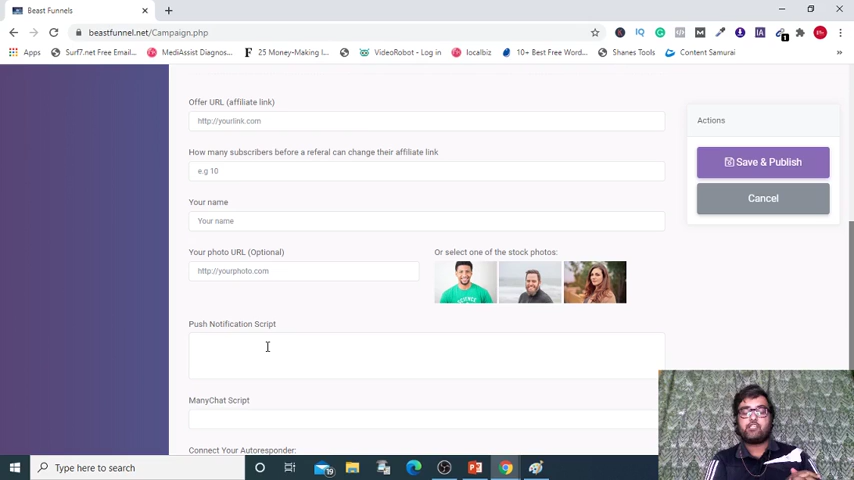 Beast Funnels
beastfunnel.net/Campaign.php
Apps
Surf7.net Free Email...
MediAssist Diagnos...
25 Money-Making I...
VideoRobot - Log in
localbiz
10+ Best Free Word...
Shanes Tools
Content Samurai
Offer URL (affiliate link)
http://yourlink.com
How many subscribers before a referal can change their affiliate link
e.g 10
Your name
Your name
Your photo URL (Optional)
Or select one of the stock photos:
http://yourphoto.com
Push Notification Script
ManyChat Script
Connect Your Autoresponder:
Actions
Save & Publish
Cancel
Type here to search